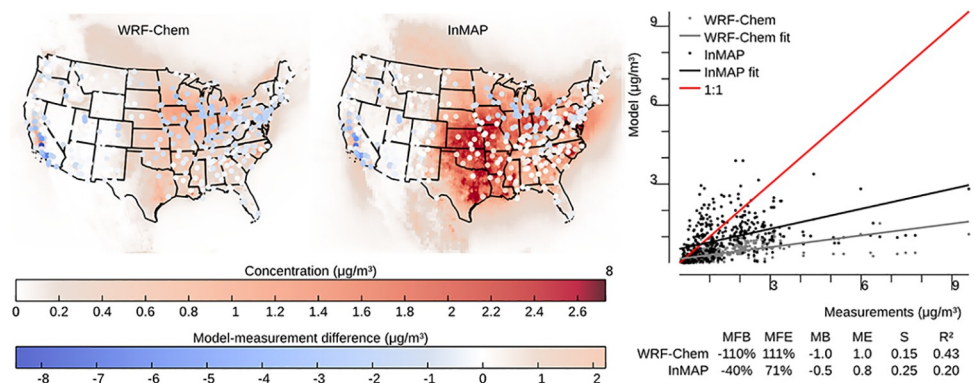 WRF-Chem
InMAP
Concentration (µg/m³)
8
0 0.2 0.4 0.6 0.8 1 1.2 1.4 1.6 1.8 2 2.2 2.4 2.6
Model-measurement difference (µg/m³)
-8 -7 -6 -5 -4 -3 -2 -1 0 1 2
Model (µg/m³)
9
6
3
WRF-Chem
WRF-Chem fit
InMAP
InMAP fit
1:1
3 6 9
Measurements (µg/m³)
MFB MFE MB ME S R²
WRF-Chem -110% 111% -1.0 1.0 0.15 0.43
InMAP -40% 71% -0.5 0.8 0.25 0.20